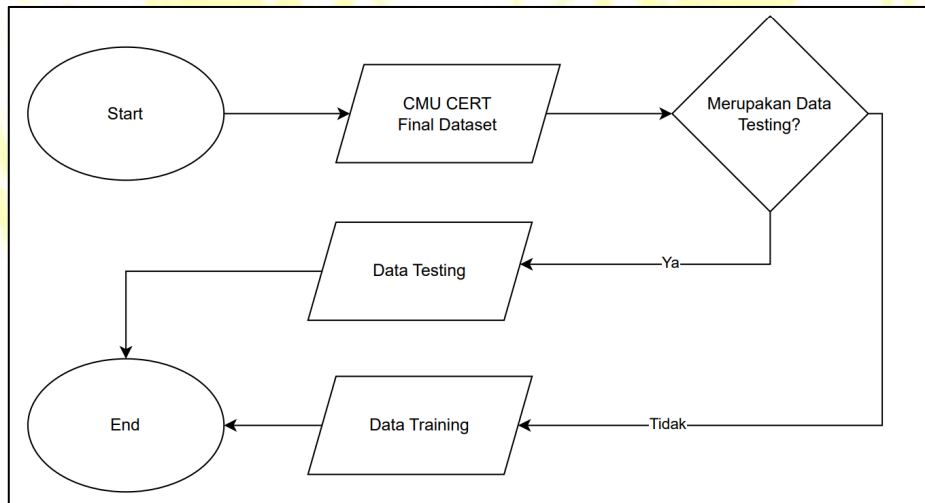 Start
CMU CERT
Final Dataset
Merupakan Data
Testing?
Data Testing
Ya
End
Data Training
Tidak